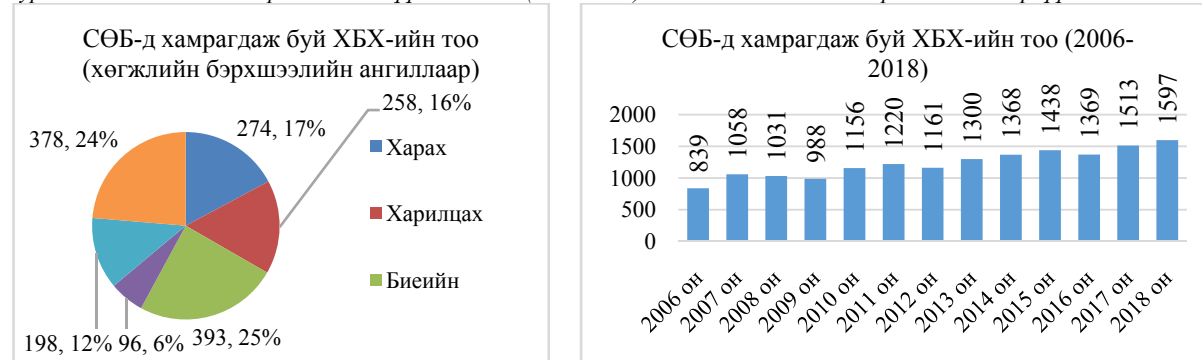 СӨБ-д хамрагдаж буй ХБХ-ийн тоо
(хөгжлийн бэрхшээлийн ангиллаар)
258, 16%
274, 17%
378, 24%
Харах
Харилцах
Биеийн
198, 12%
96, 6%
393, 25%
СӨБ-д хамрагдаж буй ХБХ-ийн тоо (2006-
2018)
2000
1500
1000
500
0
839
1058
1031
988
1156
1220
1161
1300
1368
1438
1369
1513
1597
2006 он
2007 он
2008 он
2009 он
2010 он
2011 он
2012 он
2013 он
2014 он
2015 он
2016 он
2017 он
2018 он